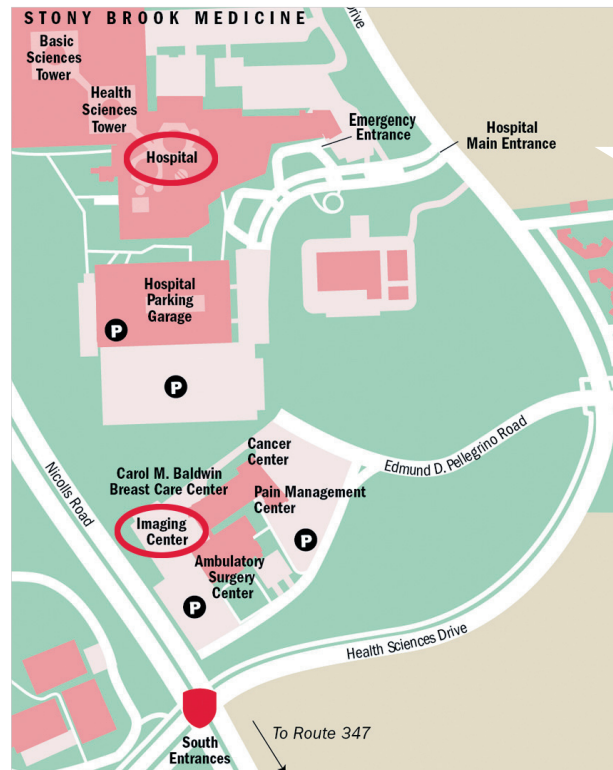 Drive
STONY BROOK MEDICINE
Basic
Sciences
Tower
Health
Sciences
Tower
Hospital
Emergency
Entrance
Hospital
Main Entrance
Hospital
Parking
Garage
P
P
Cancer
Center
Edmund D. Pellegrino Road
Nicolls Road
Carol M. Baldwin
Breast Care Center
Pain Management
Center
Imaging
Center
P
Ambulatory
Surgery
Center
P
Health Sciences Drive
To Route 347
South
Entrances